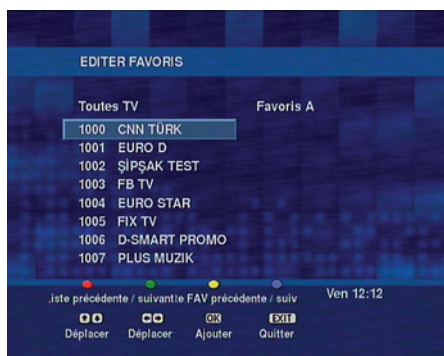 EDITER FAVORIS
Toutes TV Favoris A
1000 CNN TÜRK
1001 EURO D
1002 ŞİPŞAK TEST
1003 FB TV
1004 EURO STAR
1005 FIX TV
1006 D-SMART PROMO
1007 PLUS MUZIK
.iste précédente / suivant:e FAV précédente / suiv Ven 12:12
OK EXIT
Déplacer Déplacer Ajouter Quitter